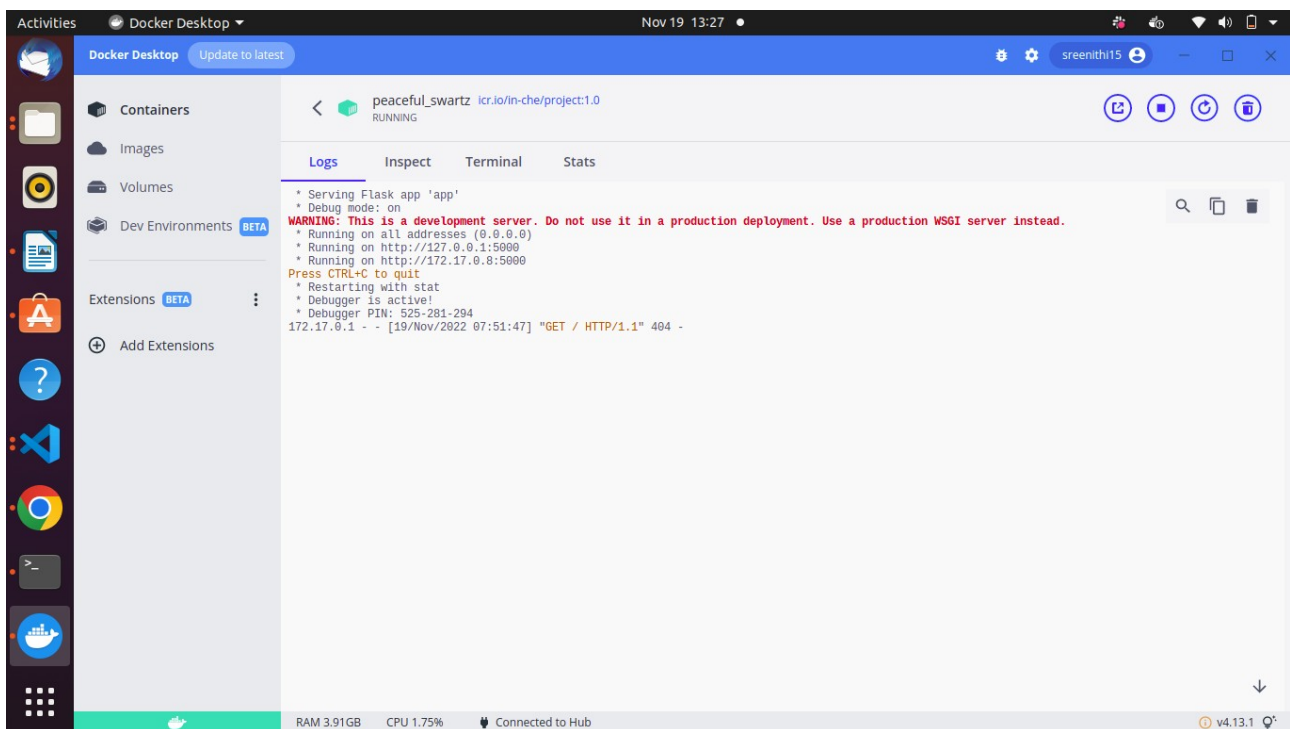 Activities Docker Desktop Nov 19 13:27
Docker Desktop Update to latest sreenithi15
Containers
Images
Volumes
Dev Environments BETA
Extensions BETA
Add Extensions
peaceful_swartz icr.io/in-che/project:1.0
RUNNING
Logs Inspect Terminal Stats
* Serving Flask app 'app'
* Debug mode: on
WARNING: This is a development server. Do not use it in a production deployment. Use a production WSGI server instead.
* Running on all addresses (0.0.0.0)
* Running on http://127.0.0.1:5000
* Running on http://172.17.0.8:5000
Press CTRL+C to quit
* Restarting with stat
* Debugger is active!
* Debugger PIN: 525-281-294
172.17.0.1 - - [19/Nov/2022 07:51:47] "GET / HTTP/1.1" 404 -
RAM 3.91GB CPU 1.75% Connected to Hub v4.13.1